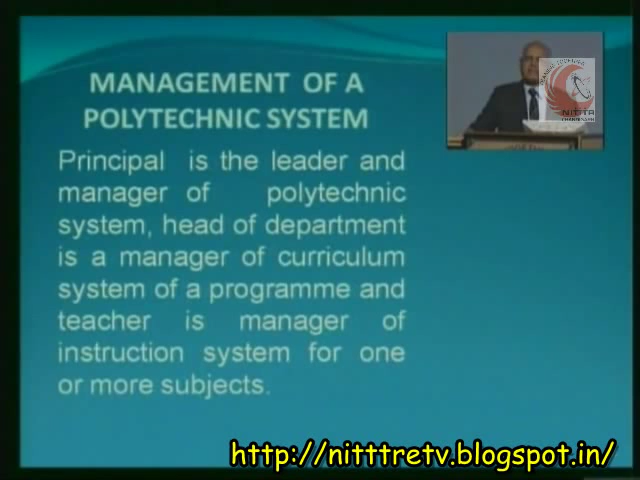 MANAGEMENT OF A
POLYTECHNIC SYSTEM
Principal is the leader and
manager of polytechnic
system, head of department
is a manager of curriculum
system of a programme and
teacher is manager of
instruction system for one
or more subjects.
NITTTR
http://nitttretv.blogspot.in/